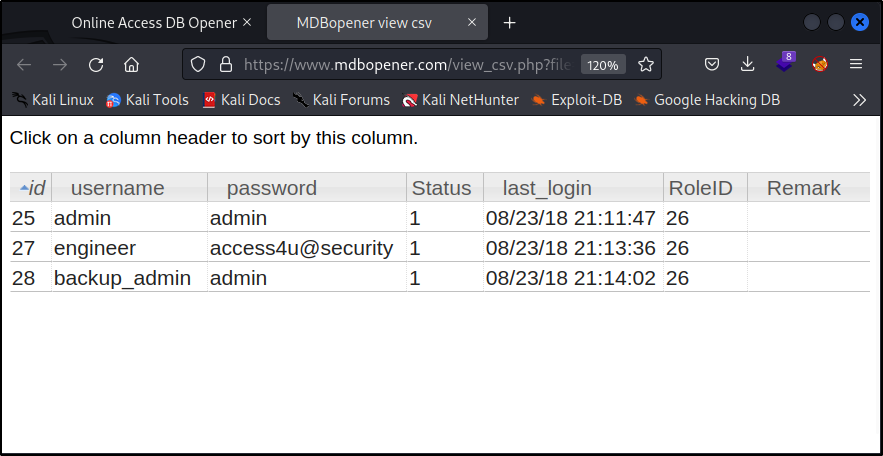 Online Access DB Opener MDBopener view csv
https://www.mdbopener.com/view_csv.php?file 120% 8
Kali Linux Kali Tools Kali Docs Kali Forums Kali NetHunter Exploit-DB Google Hacking DB
Click on a column header to sort by this column.
id username password Status last_login RoleID Remark
25 admin admin 1 08/23/18 21:11:47 26
27 engineer access4u@security 1 08/23/18 21:13:36 26
28 backup_admin admin 1 08/23/18 21:14:02 26